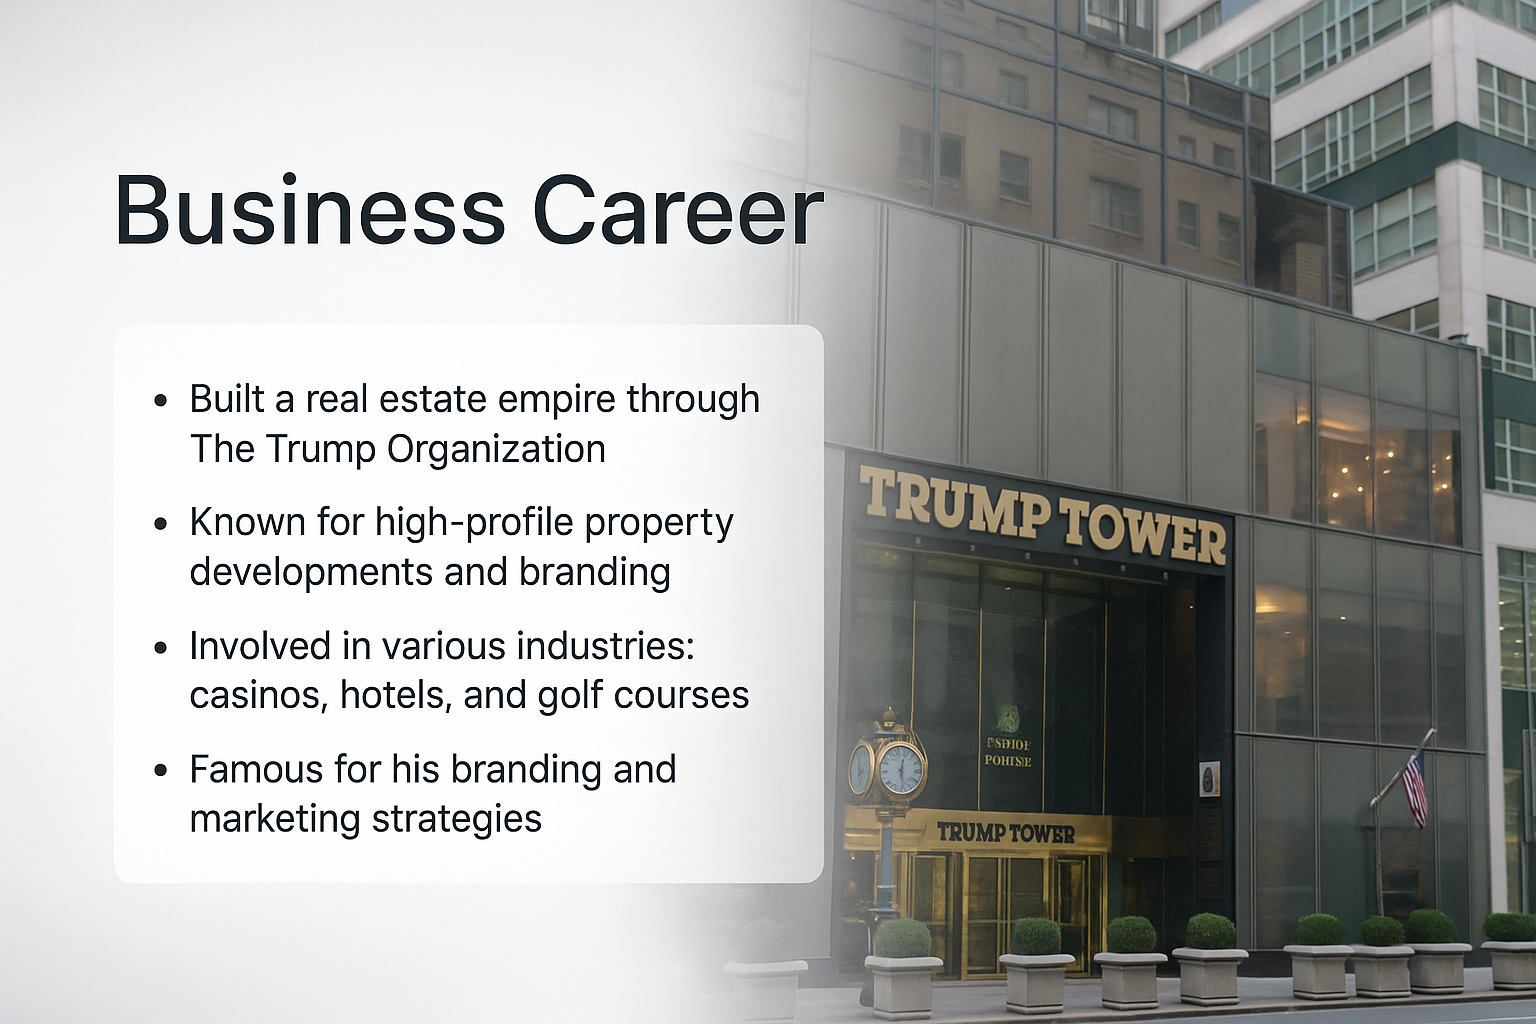 Business Career
• Built a real estate empire through
The Trump Organization
• Known for high-profile property
developments and branding
• Involved in various industries:
casinos, hotels, and golf courses
• Famous for his branding and
marketing strategies
TRUMP TOWER
TRUMP TOWER